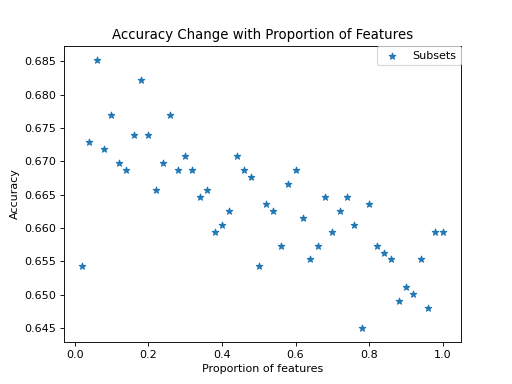 Accuracy Change with Proportion of Features
Subsets
Accuracy
0.685
0.680
0.675
0.670
0.665
0.660
0.655
0.650
0.645
0.0 0.2 0.4 0.6 0.8 1.0
Proportion of features